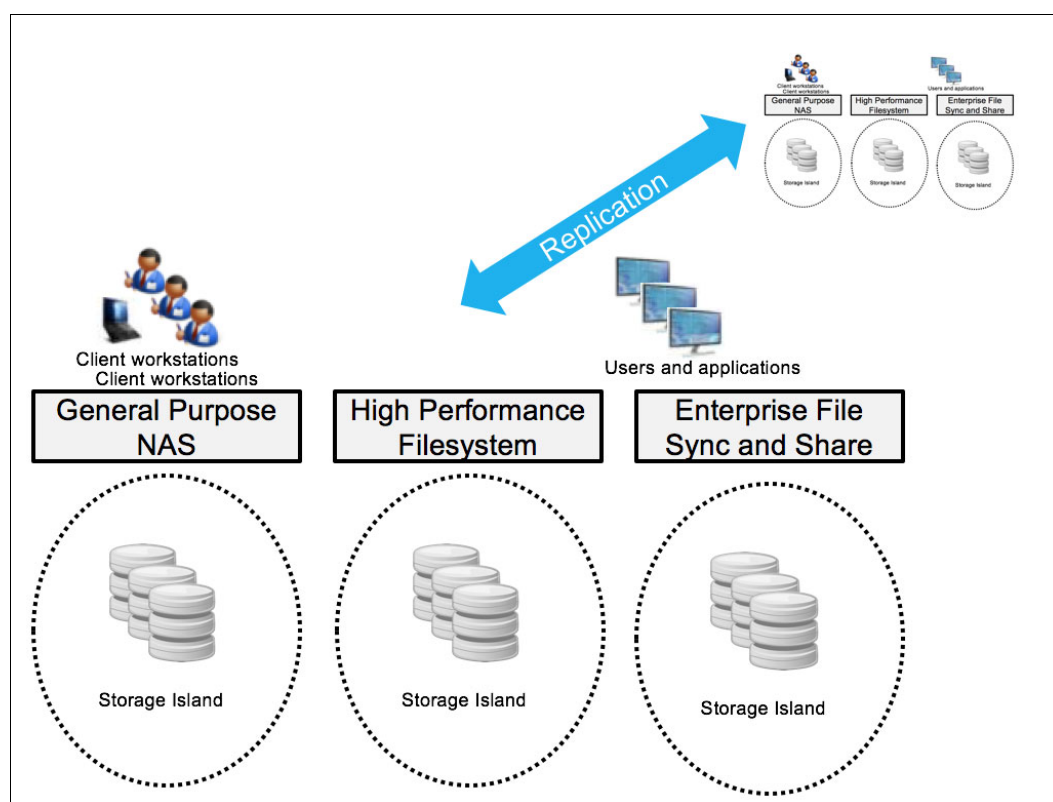 Client workstations
Client workstations
Users and applications
General Purpose
NAS
High Performance
Filesystem
Enterprise File
Sync and Share
Storage Island
Storage Island
Storage Island
Replication
Client workstations
Client workstations
Users and applications
General Purpose
NAS
High Performance
Filesystem
Enterprise File
Sync and Share
Storage Island
Storage Island
Storage Island